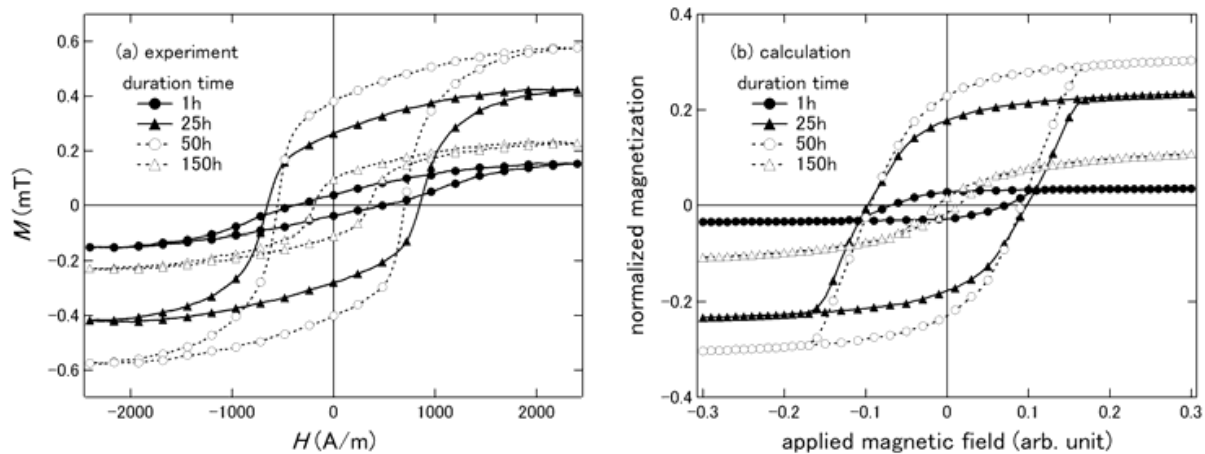 (a) experiment
duration time
1h
25h
50h
150h
0.6
0.4
0.2
0
-0.2
-0.4
-0.6
M (mT)
-2000
-1000
0
1000
2000
H (A/m)
(b) calculation
duration time
1h
25h
50h
150h
0.4
0.2
0
-0.2
-0.4
normalized magnetization
-0.3
-0.2
-0.1
0
0.1
0.2
0.3
applied magnetic field (arb. unit)